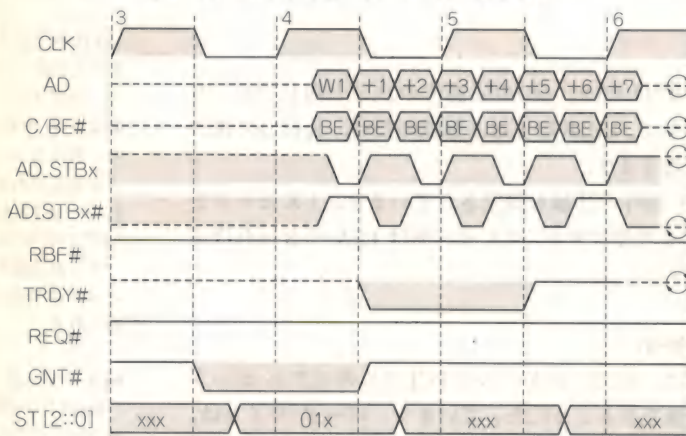 3 4 5 6
CLK
AD W1 +1 +2 +3 +4 +5 +6 +7
C/BE# BE BE BE BE BE BE BE BE
AD_STBx
AD_STBx#
RBF#
TRDY#
REQ#
GNT#
ST[2::0] xxx 01x xxx xxx